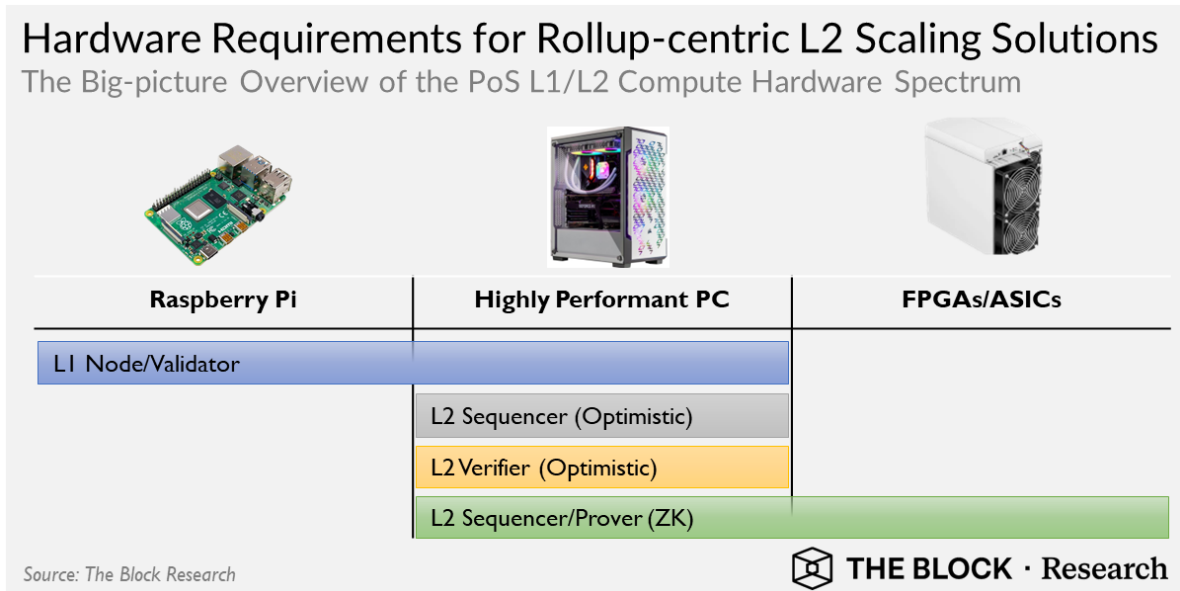 Hardware Requirements for Rollup-centric L2 Scaling Solutions
The Big-picture Overview of the PoS L1/L2 Compute Hardware Spectrum
Raspberry Pi
Highly Performant PC
FPGAs/ASICs
L1 Node/Validator
L2 Sequencer (Optimistic)
L2 Verifier (Optimistic)
L2 Sequencer/Prover (ZK)
Source: The Block Research
THE BLOCK · Research